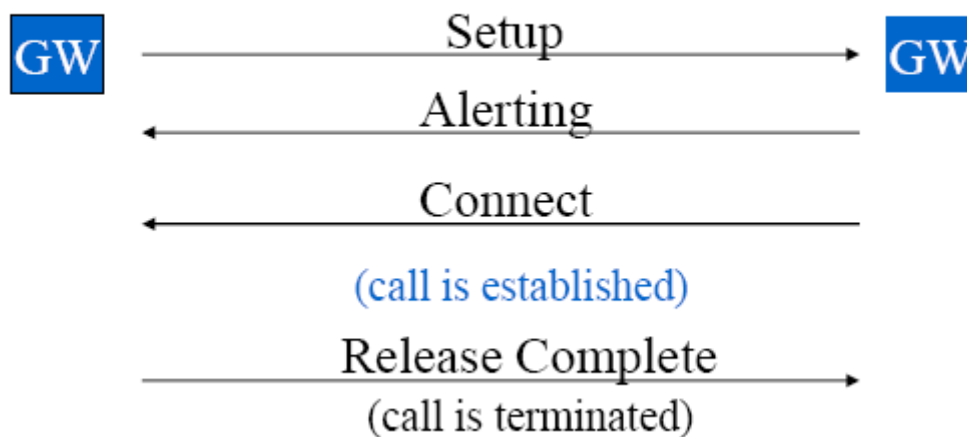 GW
Setup
GW
Alerting
Connect
(call is established)
Release Complete
(call is terminated)